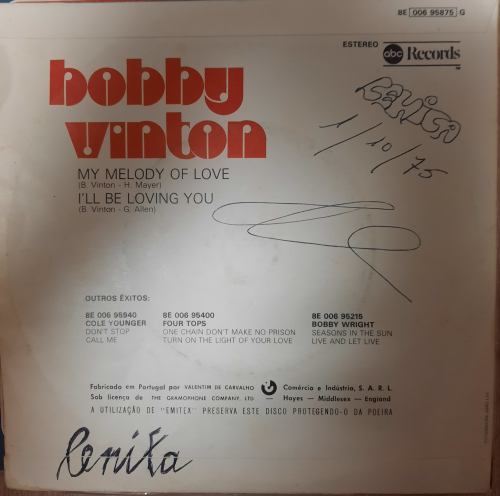 8E 006 95875 G
ESTEREO abc Records
bobby
vinton
1/10/75
MY MELODY OF LOVE
(B. Vinton - H. Mayer)
I'LL BE LOVING YOU
(B. Vinton - G. Allen)
OUTROS ÊXITOS:
8E 006 95940
COLE YOUNGER
DON'T STOP
CALL ME
8E 006 95400
FOUR TOPS
ONE CHAIN DON'T MAKE NO PRISON
TURN ON THE LIGHT OF YOUR LOVE
8E 006 95215
BOBBY WRIGHT
SEASONS IN THE SUN
LIVE AND LET LIVE
Fabricado em Portugal por VALENTIM DE CARVALHO Comércio e Indústria, S. A. R. L.
Sob licença de THE GRAMOPHONE COMPANY, LTD — Hayes — Middlesex — England
A UTILIZAÇÃO DE "EMITEX" PRESERVA ESTE DISCO PROTEGENDO-O DA POEIRA
lenita